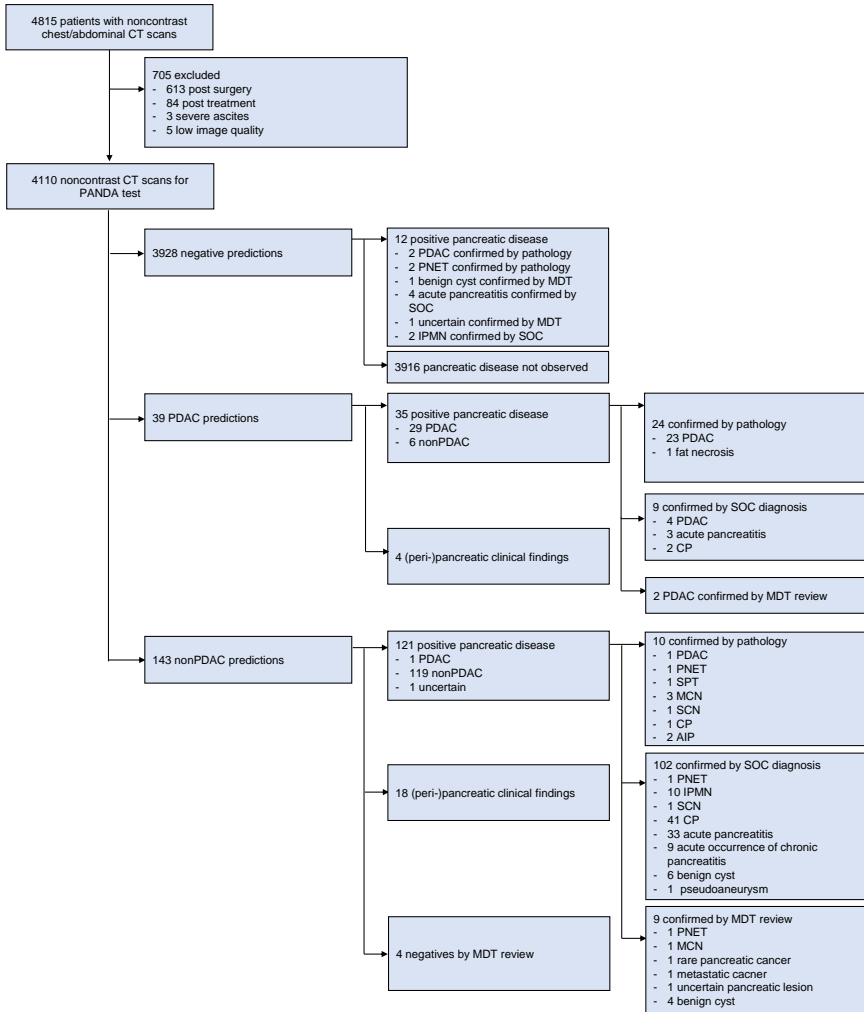 4815 patients with noncontrast
chest/abdominal CT scans
705 excluded
- 613 post surgery
- 84 post treatment
- 3 severe ascites
- 5 low image quality
4110 noncontrast CT scans for
PANDA test
3928 negative predictions
12 positive pancreatic disease
- 2 PDAC confirmed by pathology
- 2 PNET confirmed by pathology
- 1 benign cyst confirmed by MDT
- 4 acute pancreatitis confirmed by
SOC
- 1 uncertain confirmed by MDT
- 2 IPMN confirmed by SOC
3916 pancreatic disease not observed
39 PDAC predictions
35 positive pancreatic disease
- 29 PDAC
- 6 nonPDAC
24 confirmed by pathology
- 23 PDAC
- 1 fat necrosis
9 confirmed by SOC diagnosis
- 4 PDAC
- 3 acute pancreatitis
- 2 CP
4 (peri-)pancreatic clinical findings
2 PDAC confirmed by MDT review
143 nonPDAC predictions
121 positive pancreatic disease
- 1 PDAC
- 119 nonPDAC
- 1 uncertain
10 confirmed by pathology
- 1 PDAC
- 1 PNET
- 1 SPT
- 3 MCN
- 1 SCN
- 1 CP
- 2 AIP
18 (peri-)pancreatic clinical findings
102 confirmed by SOC diagnosis
- 1 PNET
- 10 IPMN
- 1 SCN
- 41 CP
- 33 acute pancreatitis
- 9 acute occurrence of chronic
pancreatitis
- 6 benign cyst
- 1 pseudoaneurysm
4 negatives by MDT review
9 confirmed by MDT review
- 1 PNET
- 1 MCN
- 1 rare pancreatic cancer
- 1 metastatic cacner
- 1 uncertain pancreatic lesion
- 4 benign cyst